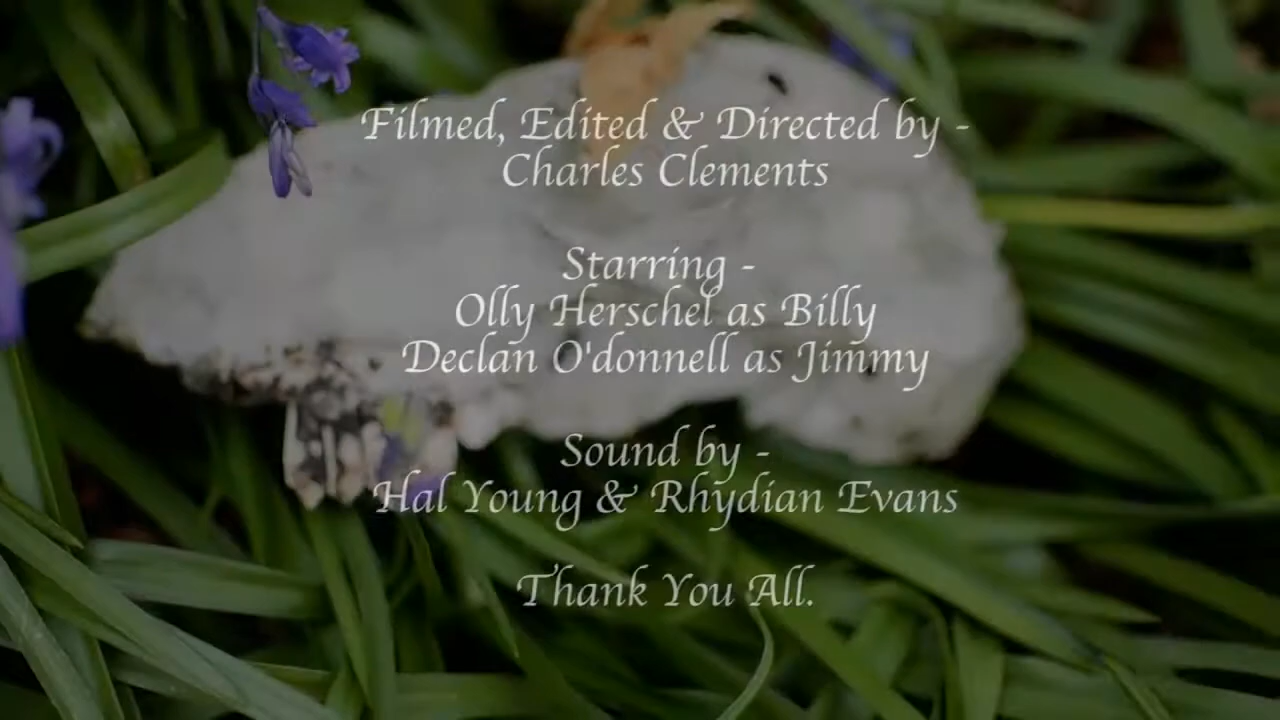 Filmed, Edited & Directed by -
Charles Clements
Starring -
Olly Herschel as Billy
Declan O'donnell as Jimmy
Sound by -
Hal Young & Rhydian Evans
Thank You All.